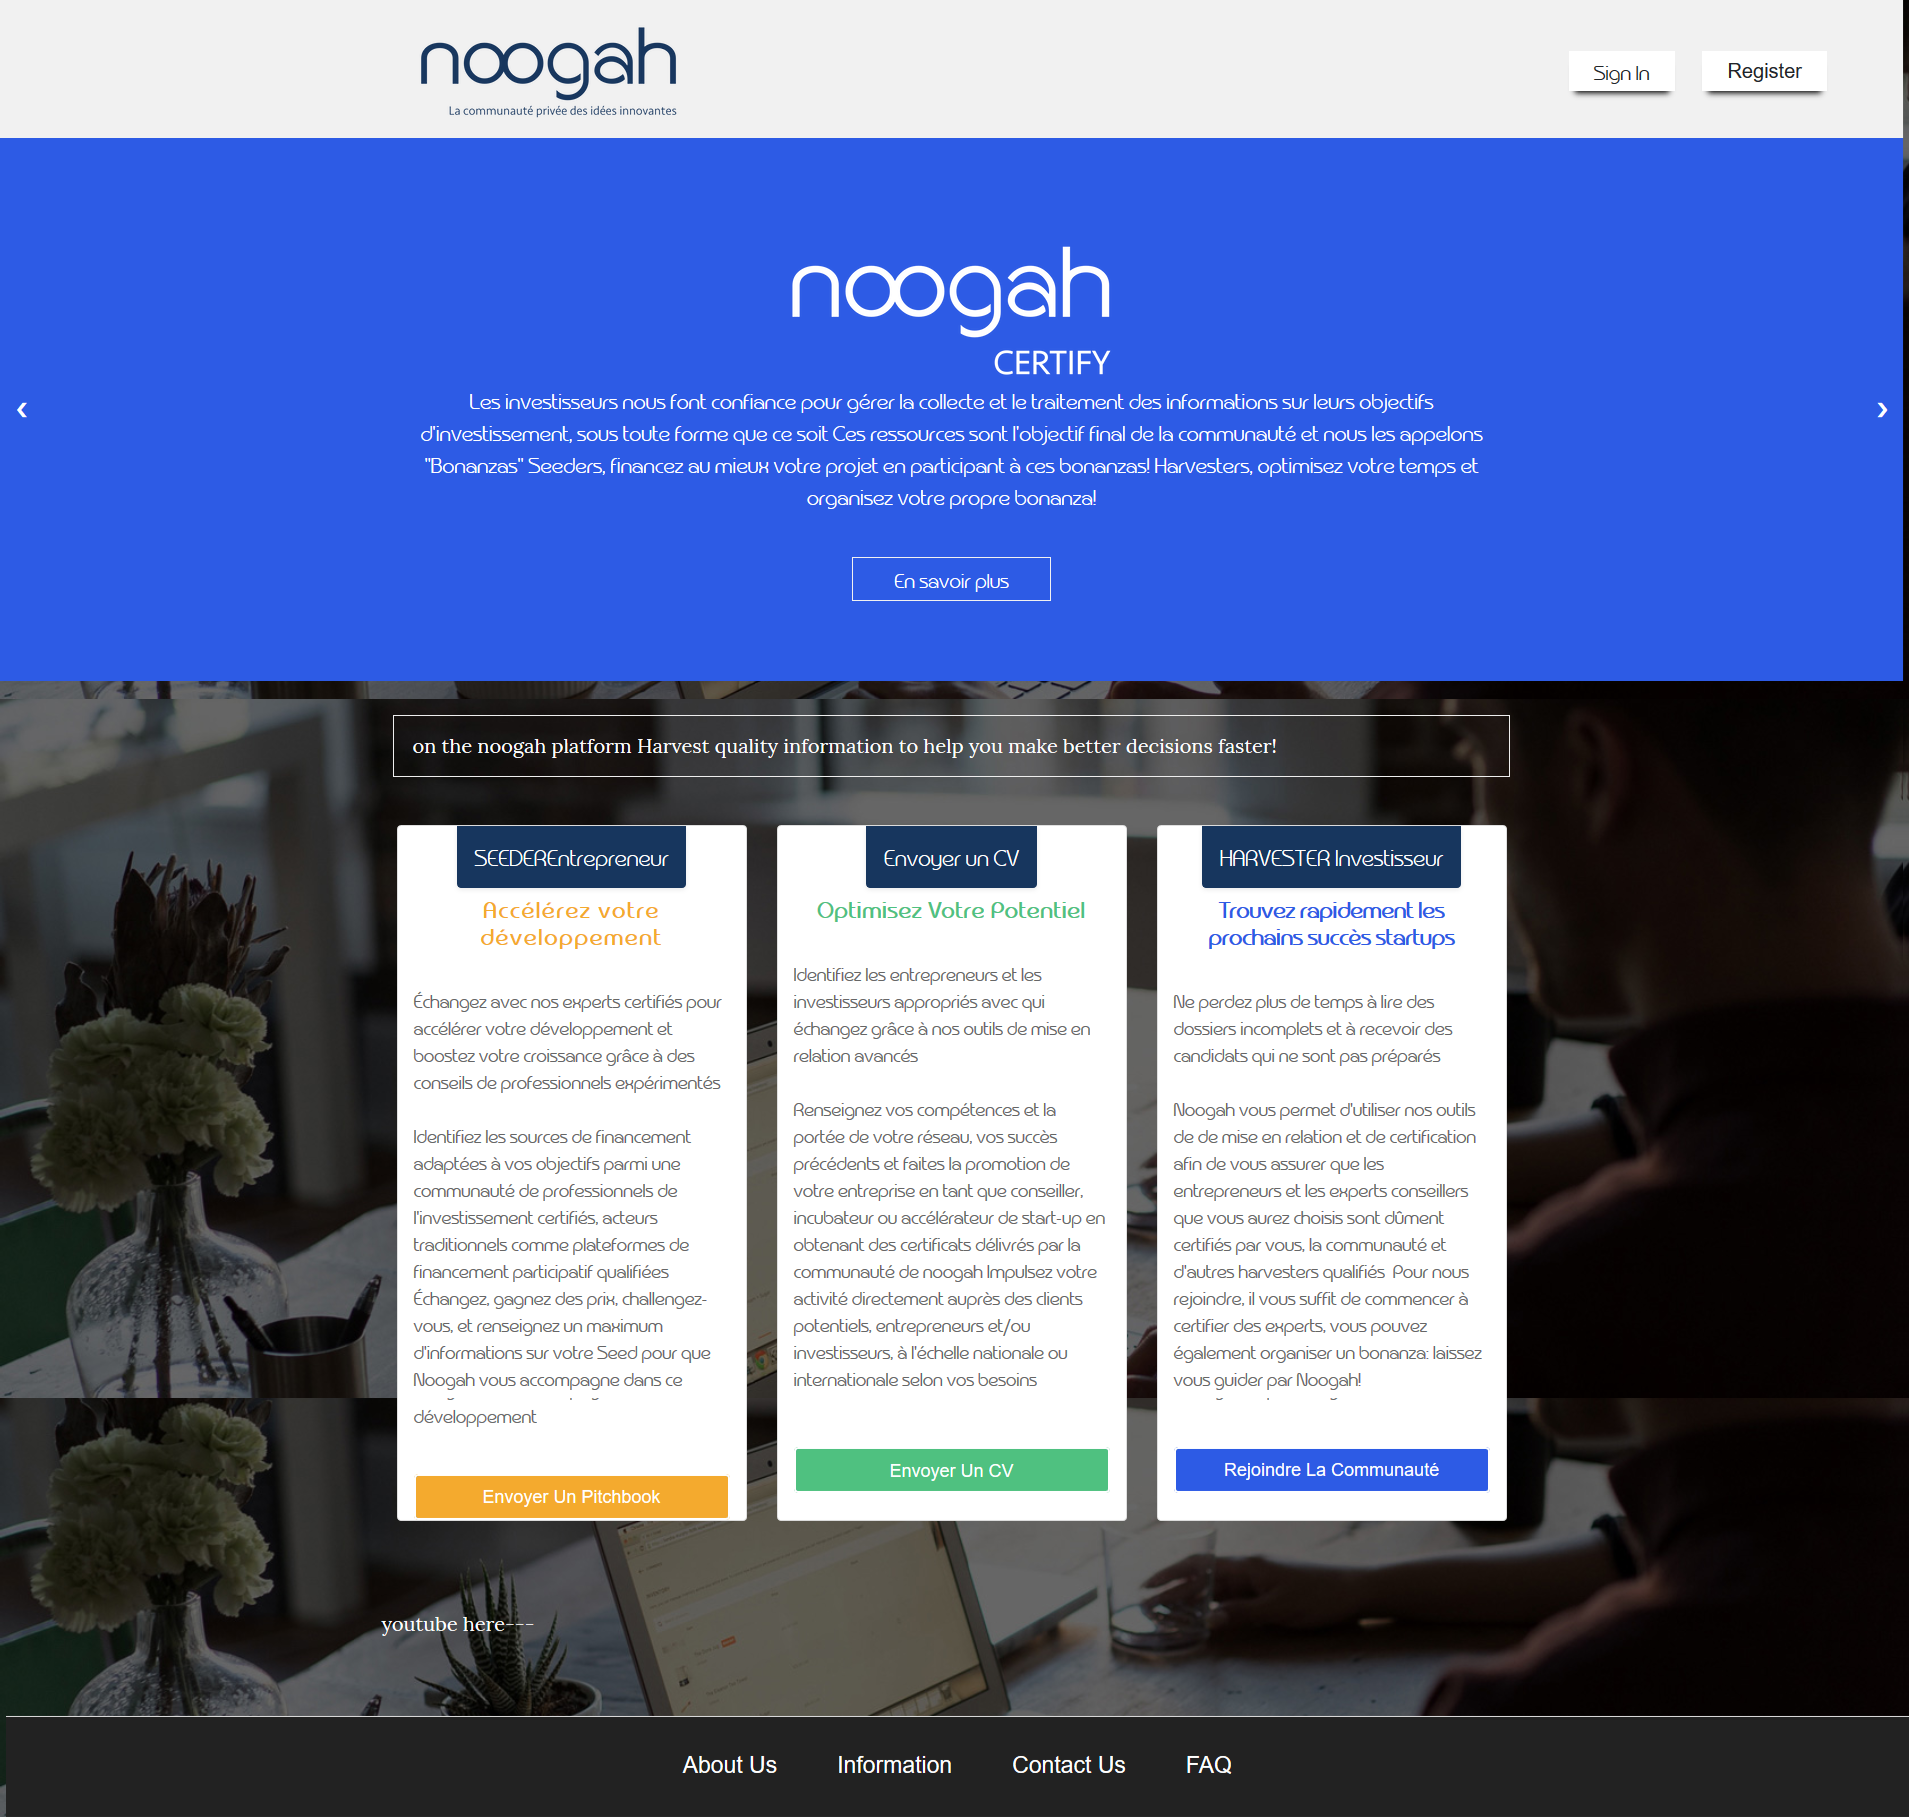 noogah
La communauté privée des idées innovantes
Sign In
Register
noogah
CERTIFY
Les investisseurs nous font confiance pour gérer la collecte et le traitement des informations sur leurs objectifs
d'investissement, sous toute forme que ce soit Ces ressources sont l'objectif final de la communauté et nous les appelons
"Bonanzas" Seeders, financez au mieux votre projet en participant à ces bonanzas! Harvesters, optimisez votre temps et
organisez votre propre bonanza!
❮
❯
En savoir plus
on the noogah platform Harvest quality information to help you make better decisions faster!
SEEDEREntrepreneur
Accélérez votre
développement
Échangez avec nos experts certifiés pour
accélérer votre développement et
boostez votre croissance grâce à des
conseils de professionnels expérimentés
Identifiez les sources de financement
adaptées à vos objectifs parmi une
communauté de professionnels de
l'investissement certifiés, acteurs
traditionnels comme plateformes de
financement participatif qualifiées
Échangez, gagnez des prix, challengez-
vous, et renseignez un maximum
d'informations sur votre Seed pour que
Noogah vous accompagne dans ce
développement
Envoyer Un Pitchbook
Envoyer un CV
Optimisez Votre Potentiel
Identifiez les entrepreneurs et les
investisseurs appropriés avec qui
échangez grâce à nos outils de mise en
relation avancés
Renseignez vos compétences et la
portée de votre réseau, vos succès
précédents et faites la promotion de
votre entreprise en tant que conseiller,
incubateur ou accélérateur de start-up en
obtenant des certificats délivrés par la
communauté de noogah Impulsez votre
activité directement auprès des clients
potentiels, entrepreneurs et/ou
investisseurs, à l'échelle nationale ou
internationale selon vos besoins
Envoyer Un CV
HARVESTER Investisseur
Trouvez rapidement les
prochains succès startups
Ne perdez plus de temps à lire des
dossiers incomplets et à recevoir des
candidats qui ne sont pas préparés
Noogah vous permet d'utiliser nos outils
de de mise en relation et de certification
afin de vous assurer que les
entrepreneurs et les experts conseillers
que vous aurez choisis sont dûment
certifiés par vous, la communauté et
d'autres harvesters qualifiés Pour nous
rejoindre, il vous suffit de commencer à
certifier des experts, vous pouvez
également organiser un bonanza: laissez
vous guider par Noogah!
Rejoindre La Communauté
youtube here---
About Us
Information
Contact Us
FAQ